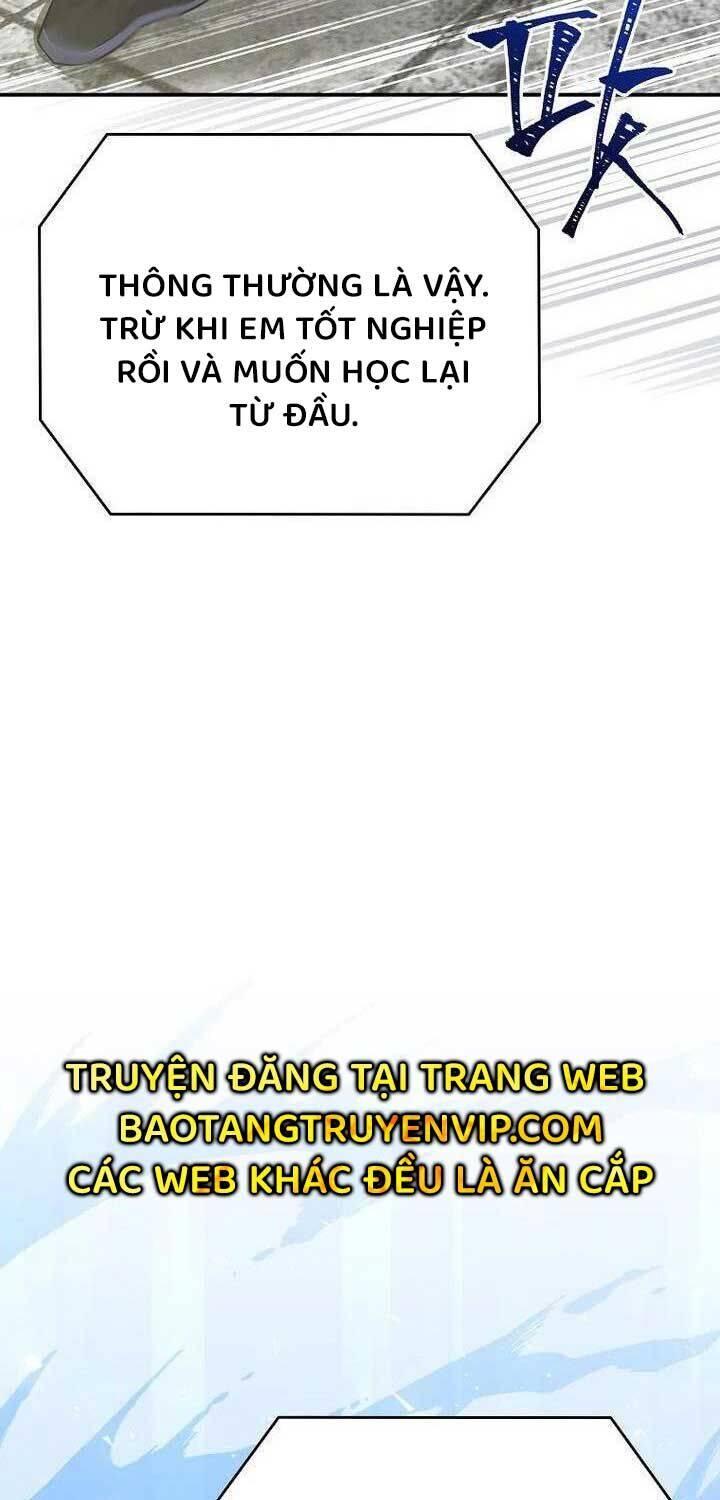 팍
THÔNG THƯỜNG LÀ VẬY.
TRỪ KHI EM TỐT NGHIỆP
RỒI VÀ MUỐN HỌC LẠI
TỪ ĐẦU.
TRUYỆN ĐĂNG TẠI TRANG WEB
BAOTANGTRUYENVIP.COM
CÁC WEB KHÁC ĐỀU LÀ ĂN CẮP